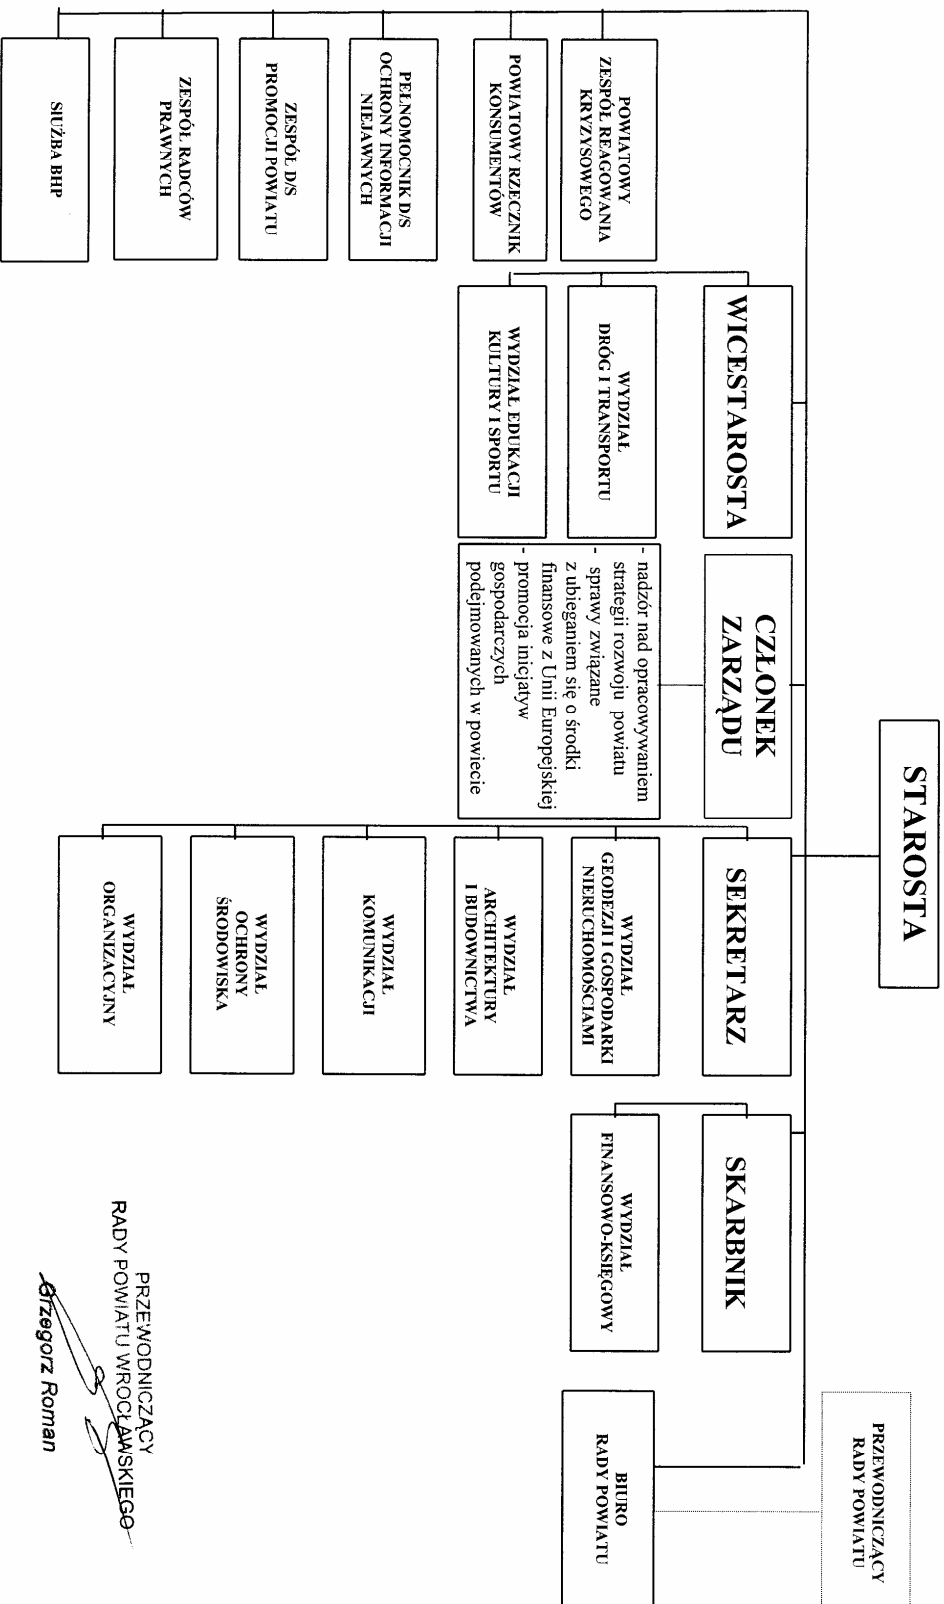 STAROSTA
PRZEWODNICZĄCY
RADY POWIATU
WICESTAROSTA
CZŁONEK
ZARZĄDU
SEKRETARZ
SKARBNIK
BIURO
RADY POWIATU
POWIATOWY
ZESPÓŁ REAGOWANIA
KRYZYSOWEGO
POWIATOWY RZECZNIK
KONSUMENTÓW
PEŁNOMOCNIK D/S
OCHRONY INFORMACJI
NIEJAWNYCH
ZESPÓŁ D/S
PROMOCJI POWIATU
ZESPÓŁ RADCÓW
PRAWNYCH
SŁUŻBA BHP
WYDZIAŁ
DRÓG I TRANSPORTU
WYDZIAŁ EDUKACJI
KULTURY I SPORTU
- nadzór nad opracowywaniem
strategii rozwoju powiatu
- sprawy związane
z ubieganiem się o środki
finansowe z Unii Europejskiej
- promocja inicjatyw
gospodarczych
podejmowanych w powiecie
WYDZIAŁ
GEODEZJI I GOSPODARKI
NIERUCHOMOŚCIAMI
WYDZIAŁ
ARCHITEKTURY
I BUDOWNICTWA
WYDZIAŁ
KOMUNIKACJI
WYDZIAŁ
OCHRONY
ŚRODOWISKA
WYDZIAŁ
ORGANIZACYJNY
WYDZIAŁ
FINANSOWO-KSIĘGOWY
PRZEWODNICZĄCY
RADY POWIATU WROCŁAWSKIEGO
Grzegorz Roman